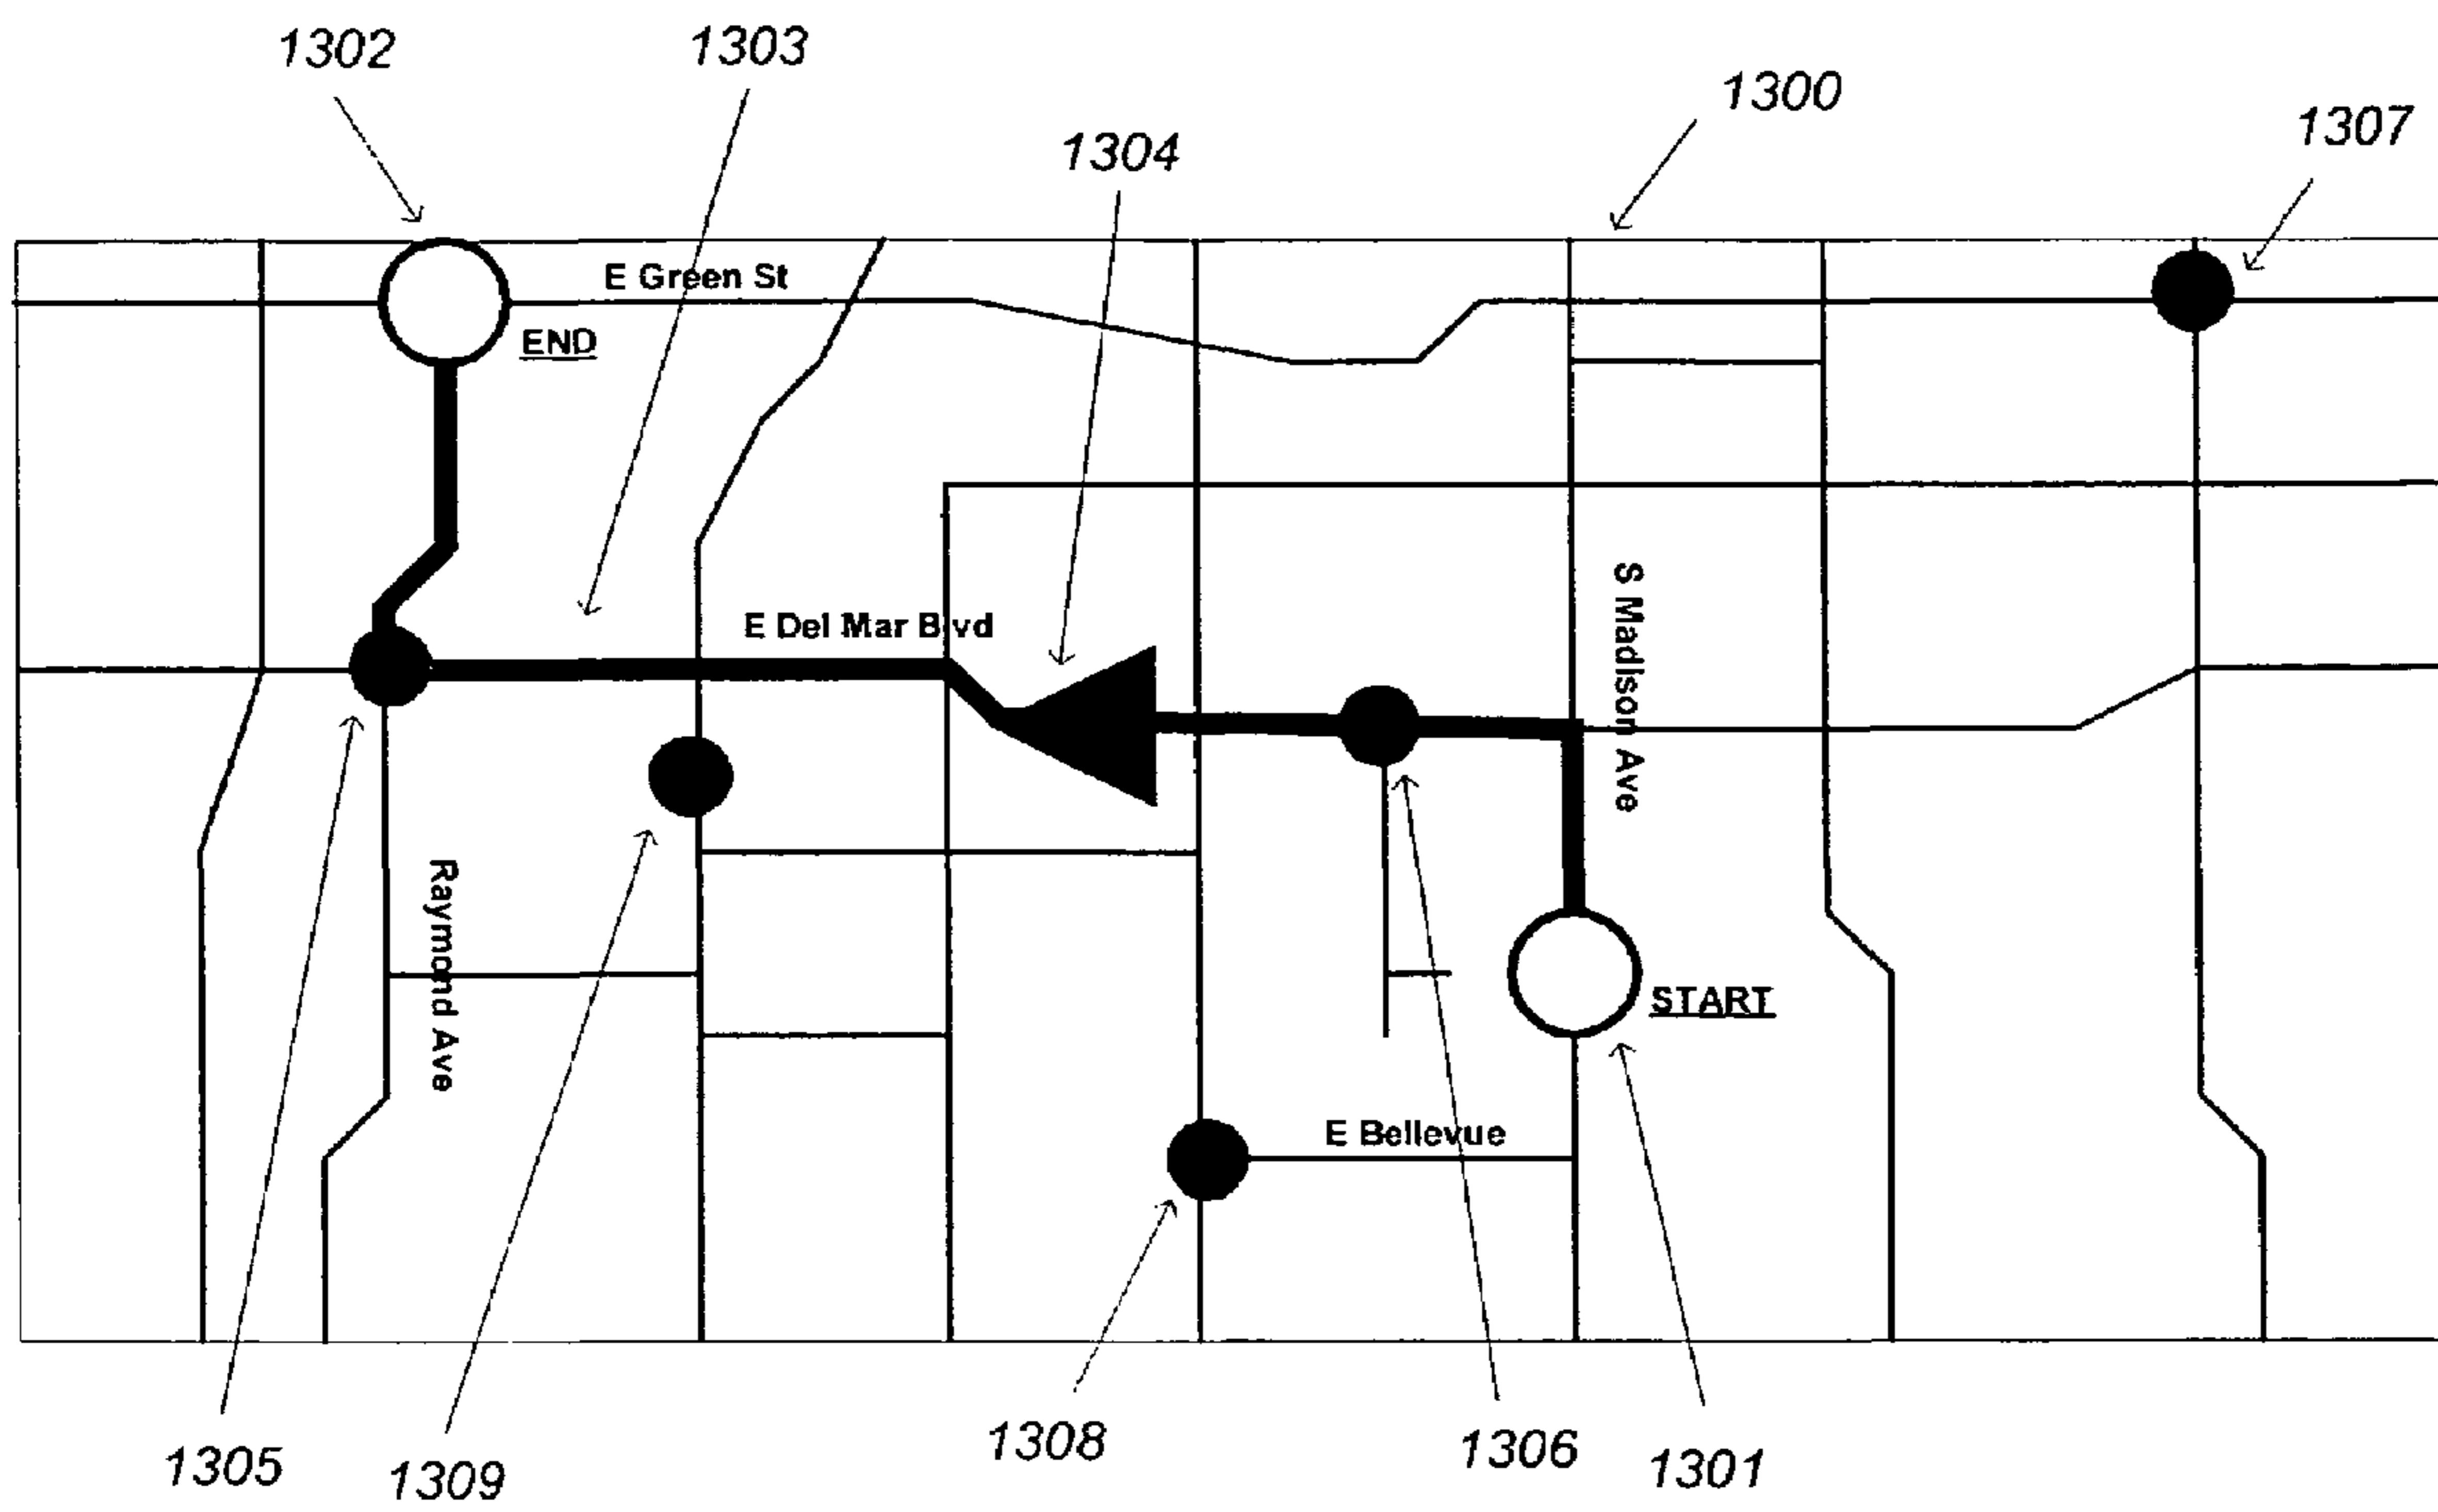 1302
1303
1300
1307
1304
E Green St
END
S Madison Ave
E Del Mar Blvd
Raymond Ave
START
E Bellevue
1308
1306
1305
1309
1301